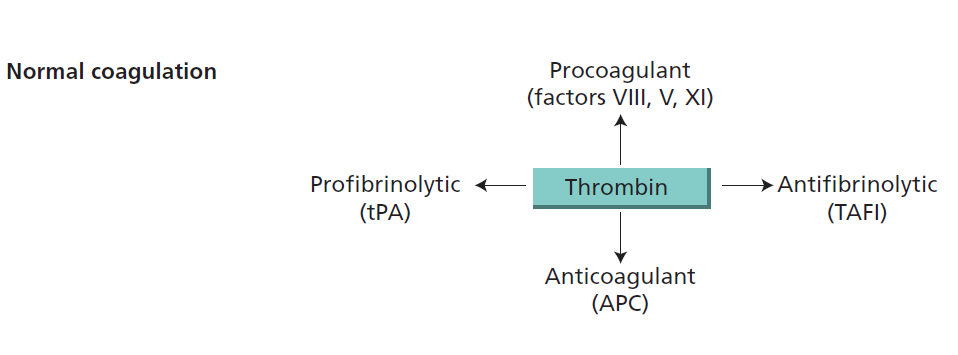 Normal coagulation
Procoagulant
(factors VIII, V, XI)
Profibrinolytic
(tPA)
Thrombin
Antifibrinolytic
(TAFI)
Anticoagulant
(APC)